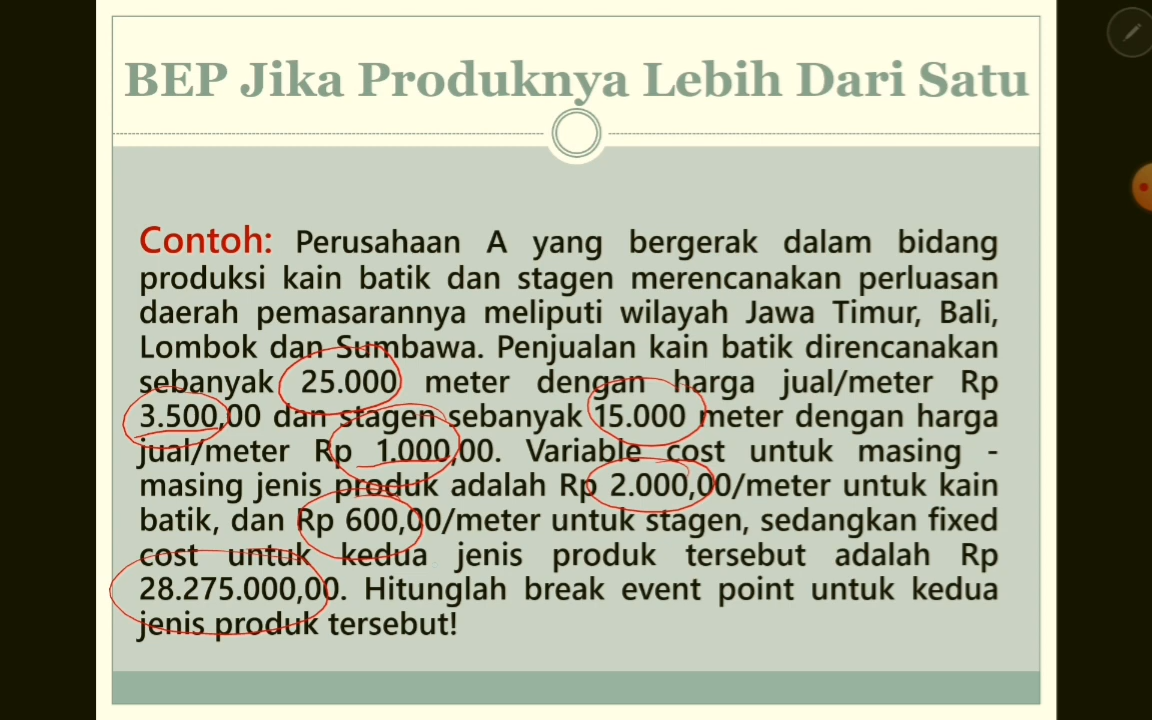 BEP Jika Produknya Lebih Dari Satu
Contoh: Perusahaan A yang bergerak dalam bidang
produksi kain batik dan stagen merencanakan perluasan
daerah pemasarannya meliputi wilayah Jawa Timur, Bali,
Lombok dan Sumbawa. Penjualan kain batik direncanakan
sebanyak 25.000 meter dengan harga jual/meter Rp
3.500,00 dan stagen sebanyak 15.000 meter dengan harga
jual/meter Rp 1.000,00. Variable cost untuk masing -
masing jenis produk adalah Rp 2.000,00/meter untuk kain
batik, dan Rp 600,00/meter untuk stagen, sedangkan fixed
cost untuk kedua jenis produk tersebut adalah Rp
28.275.000,00. Hitunglah break event point untuk kedua
jenis produk tersebut!